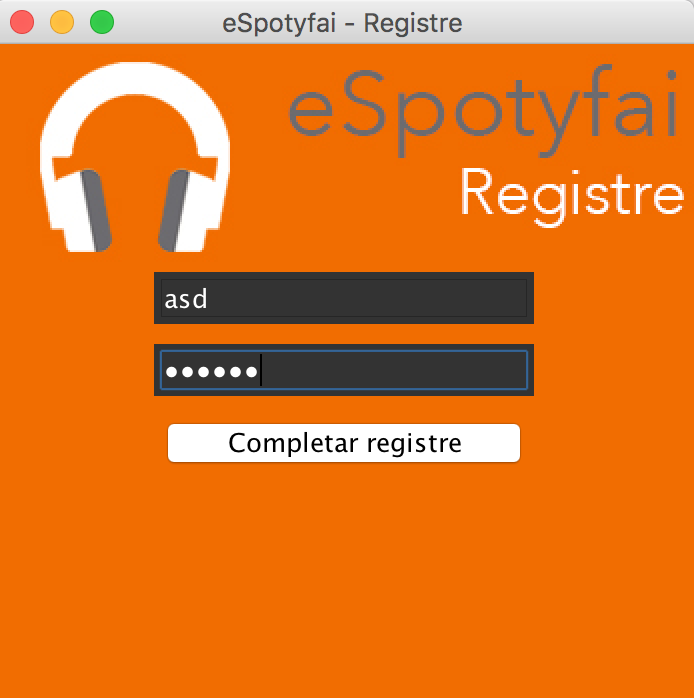 eSpotyfai - Registre
eSpotyfai
Registre
asd
••••••
Completar registre